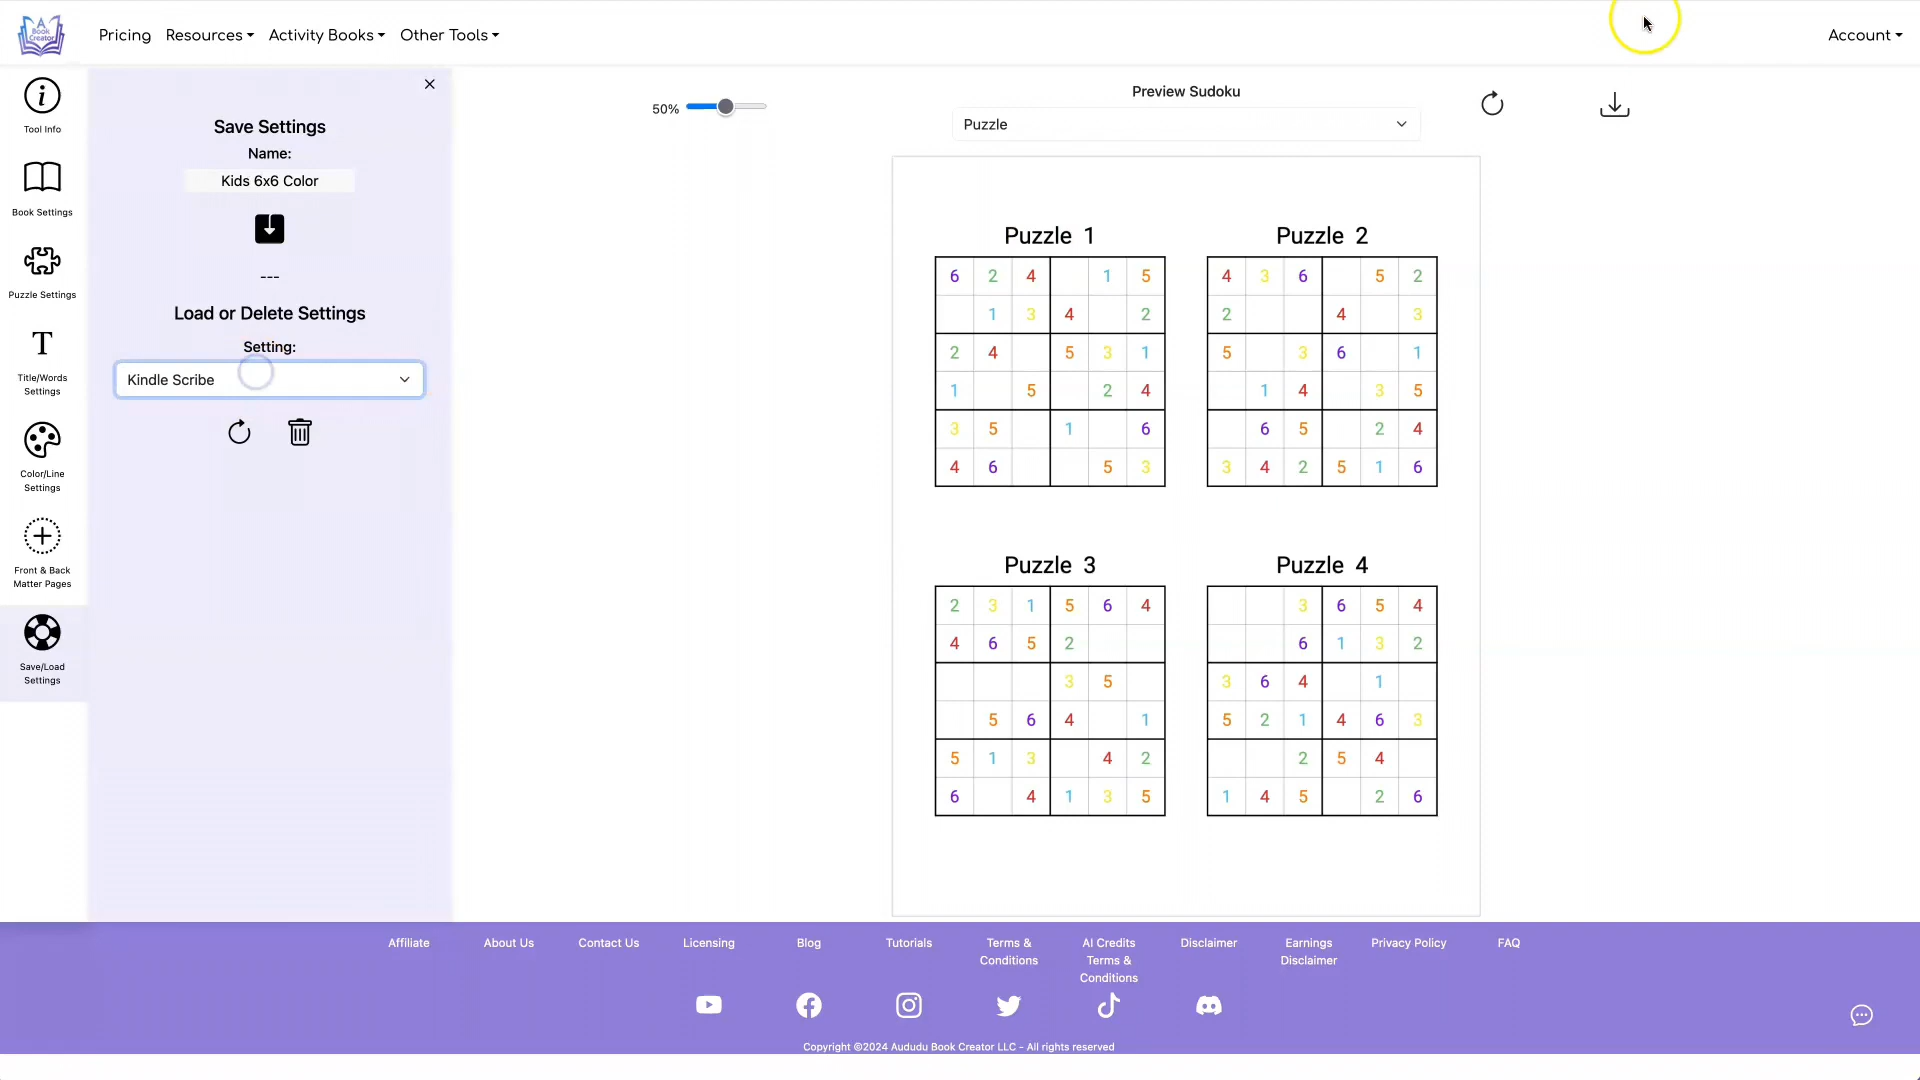 A
Book
Creator
Pricing
Resources
Activity Books
Other Tools
Account
Tool Info
Book Settings
Puzzle Settings
T
Title/Words
Settings
Color/Line
Settings
Front & Back
Matter Pages
Save/Load
Settings
Save Settings
Name:
Kids 6x6 Color
---
Load or Delete Settings
Setting:
Kindle Scribe
50%
Preview Sudoku
Puzzle
Puzzle 1
6 2 4 1 5
1 3 4 2
2 4 5 3 1
1 5 2 4
3 5 1 6
4 6 5 3
Puzzle 2
4 3 6 5 2
2 4 3
5 3 6 1
1 4 3 5
6 5 2 4
3 4 2 5 1 6
Puzzle 3
2 3 1 5 6 4
4 6 5 2
3 5
5 6 4 1
5 1 3 4 2
6 4 1 3 5
Puzzle 4
3 6 5 4
6 1 3 2
3 6 4 1
5 2 1 4 6 3
2 5 4
1 4 5 2 6
Affiliate
About Us
Contact Us
Licensing
Blog
Tutorials
Terms &
Conditions
AI Credits
Terms &
Conditions
Disclaimer
Earnings
Disclaimer
Privacy Policy
FAQ
Copyright ©2024 Aududu Book Creator LLC - All rights reserved